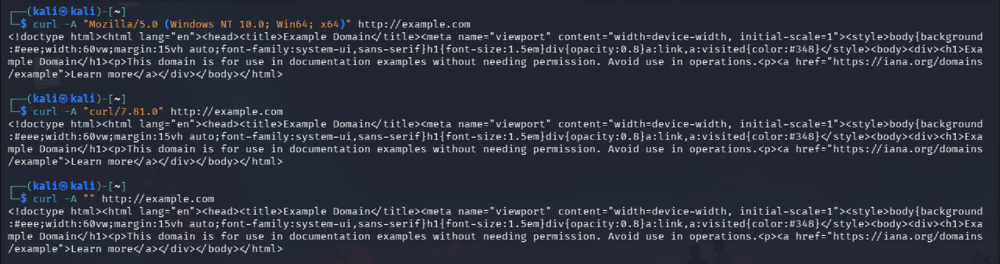 ┌──(kali㉿kali)-[~]
└─$ curl -A "Mozilla/5.0 (Windows NT 10.0; Win64; x64)" http://example.com
<!doctype html><html lang="en"><head><title>Example Domain</title><meta name="viewport" content="width=device-width, initial-scale=1"><style>body{background
:#eee;width:60vw;margin:15vh auto;font-family:system-ui,sans-serif}h1{font-size:1.5em}div{opacity:0.8}a:link,a:visited{color:#348}</style><body><div><h1>Exa
mple Domain</h1><p>This domain is for use in documentation examples without needing permission. Avoid use in operations.<p><a href="https://iana.org/domains
/example">Learn more</a></div></body></html>

┌──(kali㉿kali)-[~]
└─$ curl -A "curl/7.81.0" http://example.com
<!doctype html><html lang="en"><head><title>Example Domain</title><meta name="viewport" content="width=device-width, initial-scale=1"><style>body{background
:#eee;width:60vw;margin:15vh auto;font-family:system-ui,sans-serif}h1{font-size:1.5em}div{opacity:0.8}a:link,a:visited{color:#348}</style><body><div><h1>Exa
mple Domain</h1><p>This domain is for use in documentation examples without needing permission. Avoid use in operations.<p><a href="https://iana.org/domains
/example">Learn more</a></div></body></html>

┌──(kali㉿kali)-[~]
└─$ curl -A "" http://example.com
<!doctype html><html lang="en"><head><title>Example Domain</title><meta name="viewport" content="width=device-width, initial-scale=1"><style>body{background
:#eee;width:60vw;margin:15vh auto;font-family:system-ui,sans-serif}h1{font-size:1.5em}div{opacity:0.8}a:link,a:visited{color:#348}</style><body><div><h1>Exa
mple Domain</h1><p>This domain is for use in documentation examples without needing permission. Avoid use in operations.<p><a href="https://iana.org/domains
/example">Learn more</a></div></body></html>